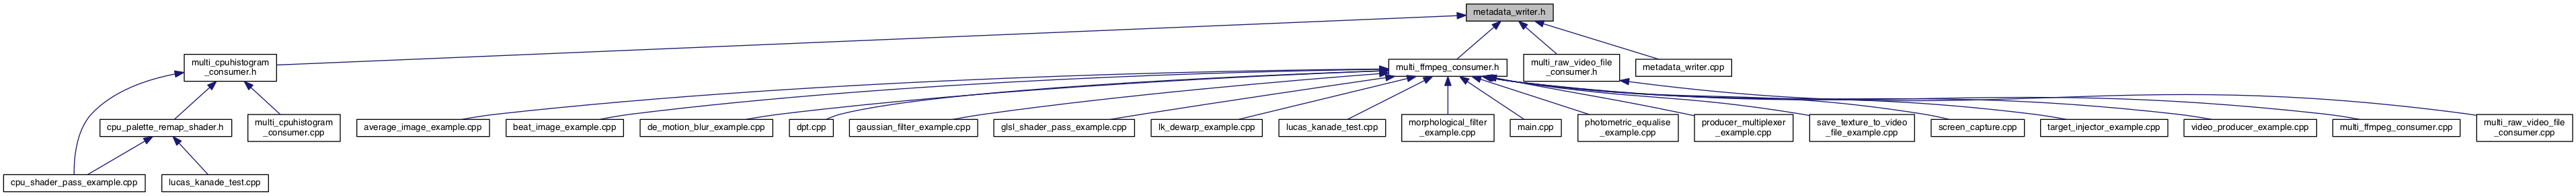 metadata_writer.h
multi_cpuhistogram
_consumer.h
multi_ffmpeg_consumer.h
multi_raw_video_file
_consumer.h
metadata_writer.cpp
cpu_palette_remap_shader.h
multi_cpuhistogram
_consumer.cpp
average_image_example.cpp
beat_image_example.cpp
de_motion_blur_example.cpp
dpt.cpp
gaussian_filter_example.cpp
glsl_shader_pass_example.cpp
lk_dewarp_example.cpp
lucas_kanade_test.cpp
morphological_filter
_example.cpp
main.cpp
photometric_equalise
_example.cpp
producer_multiplexer
_example.cpp
save_texture_to_video
_file_example.cpp
screen_capture.cpp
target_injector_example.cpp
video_producer_example.cpp
multi_ffmpeg_consumer.cpp
multi_raw_video_file
_consumer.cpp
cpu_shader_pass_example.cpp
lucas_kanade_test.cpp